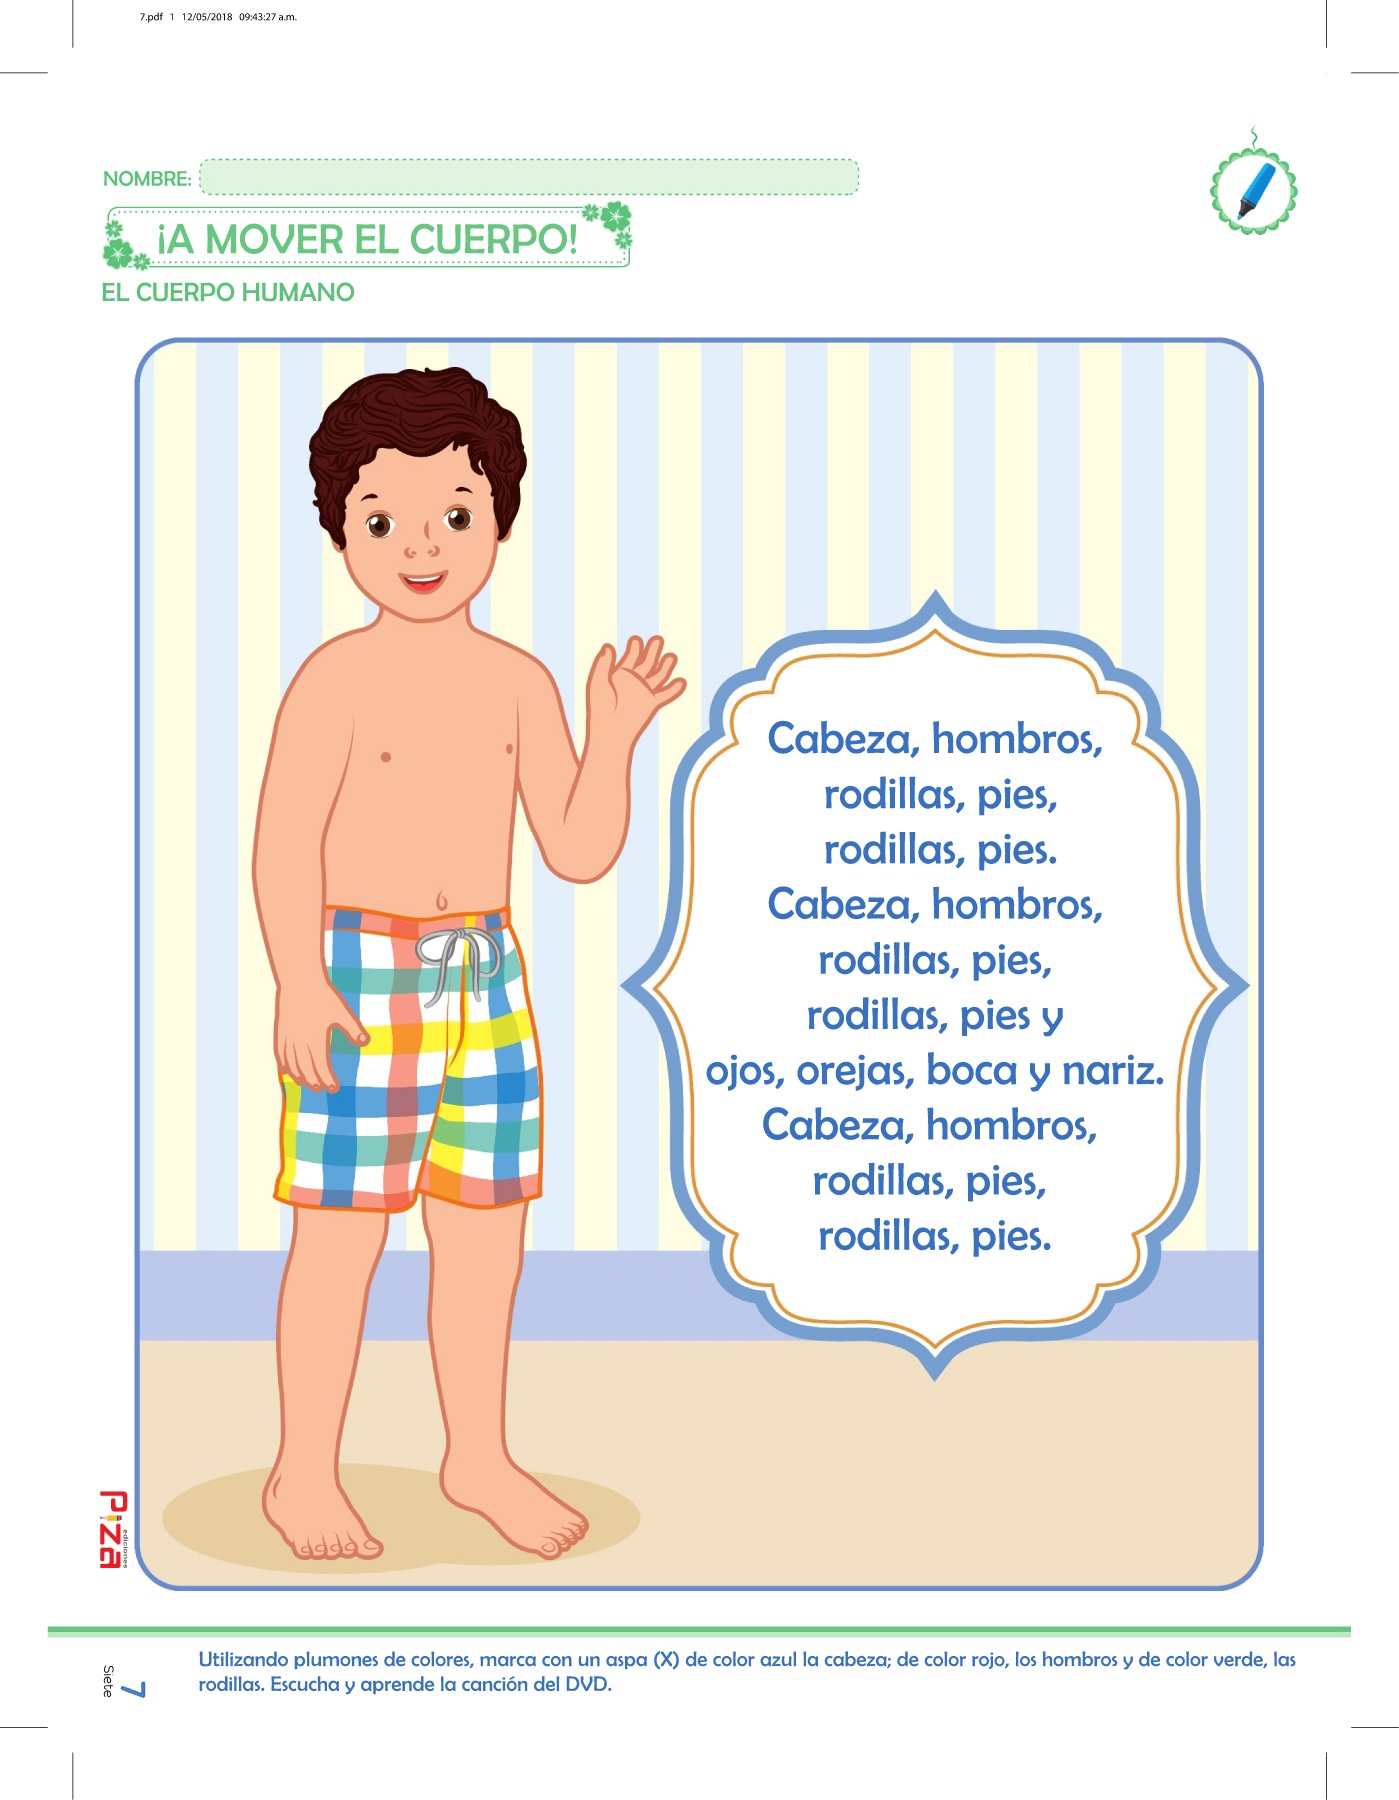 7.pdf 1 12/05/2018 09:43:27 a.m.
NOMBRE:
¡A MOVER EL CUERPO!
EL CUERPO HUMANO
Cabeza, hombros,
rodillas, pies,
rodillas, pies.
Cabeza, hombros,
rodillas, pies,
rodillas, pies y
ojos, orejas, boca y nariz.
Cabeza, hombros,
rodillas, pies,
rodillas, pies.
Piza
ediciones
7
Siete
Utilizando plumones de colores, marca con un aspa (X) de color azul la cabeza; de color rojo, los hombros y de color verde, las
rodillas. Escucha y aprende la canción del DVD.